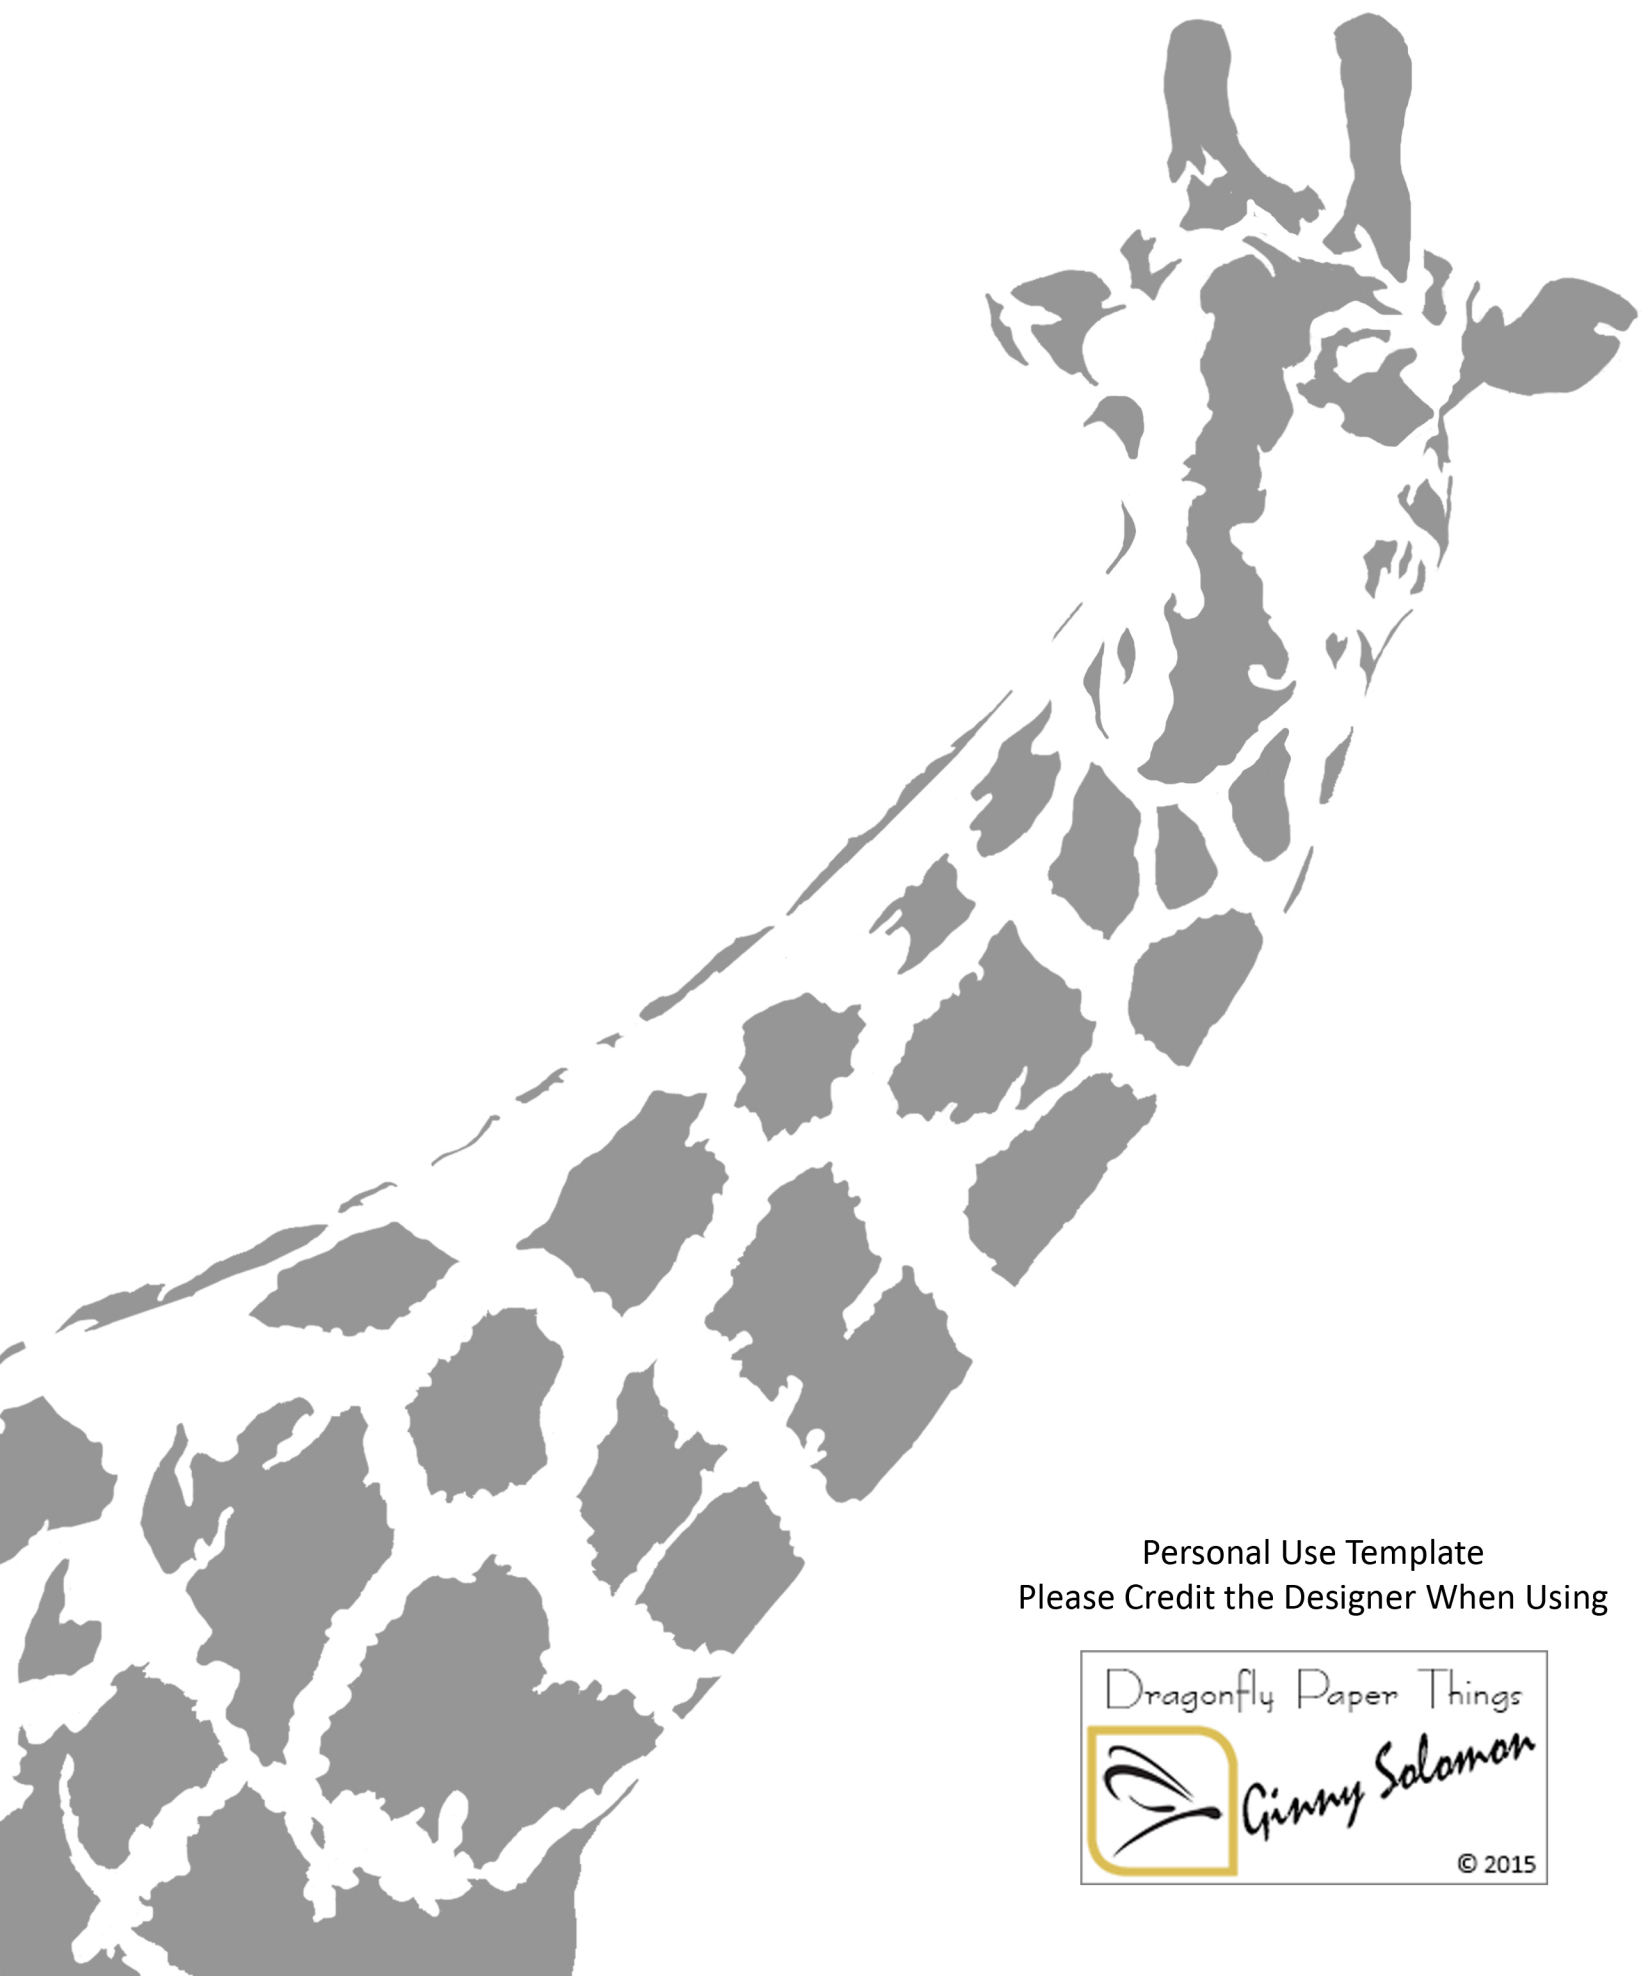 Personal Use Template
Please Credit the Designer When Using
Dragonfly Paper Things
Ginny Solomon
© 2015